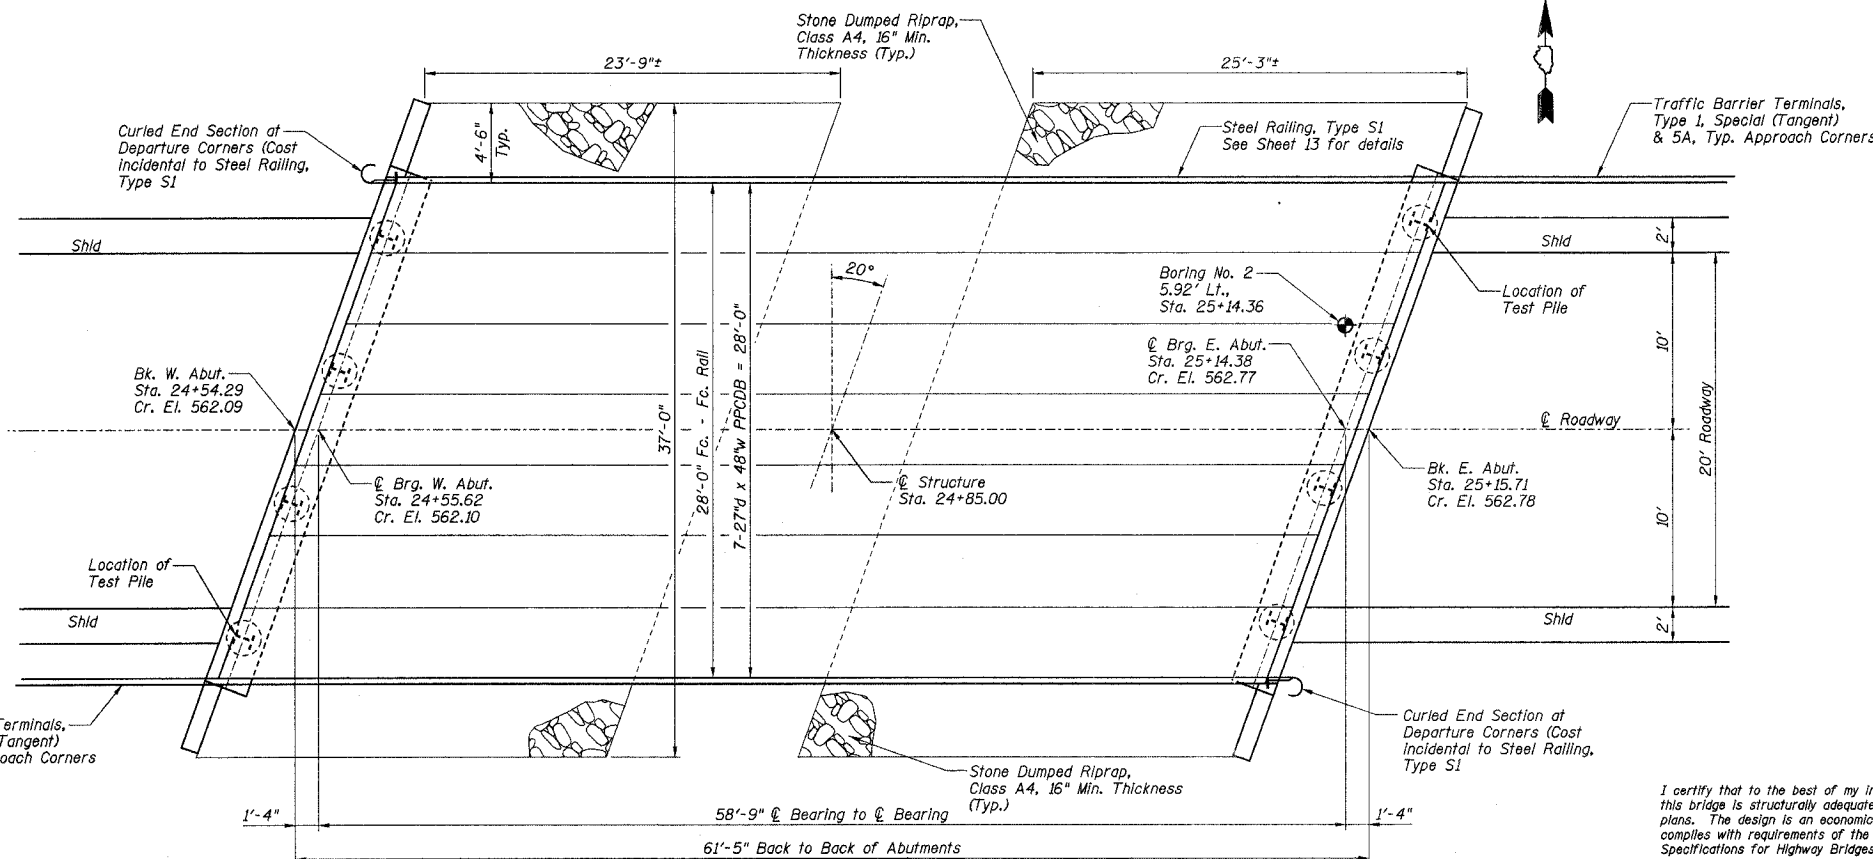 Stone Dumped Riprap,
Class A4, 16" Min.
Thickness (Typ.)
23'-9"±
25'-3"±
Curled End Section at
Departure Corners (Cost
incidental to Steel Railing,
Type S1
4'-6"
Typ.
Steel Railing, Type S1
See Sheet 13 for details
Traffic Barrier Terminals,
Type 1, Special (Tangent)
& 5A, Typ. Approach Corners
Shld
Shld
2'
20°
Boring No. 2
5.92' Lt.,
Sta. 25+14.36
Location of
Test Pile
℄ Brg. E. Abut.
Sta. 25+14.38
Cr. El. 562.77
10'
Bk. W. Abut.
Sta. 24+54.29
Cr. El. 562.09
37'-0"
28'-0" Fc. - Fc. Rail
7-27"d x 48"w PPCDB = 28'-0"
℄ Roadway
20' Roadway
℄ Brg. W. Abut.
Sta. 24+55.62
Cr. El. 562.10
℄ Structure
Sta. 24+85.00
Bk. E. Abut.
Sta. 25+15.71
Cr. El. 562.78
10'
Location of
Test Pile
Shld
Shld
2'
Terminals,
(Tangent)
oach Corners
Curled End Section at
Departure Corners (Cost
incidental to Steel Railing,
Type S1
Stone Dumped Riprap,
Class A4, 16" Min. Thickness
(Typ.)
1'-4"
58'-9" ℄ Bearing to ℄ Bearing
1'-4"
61'-5" Back to Back of Abutments
I certify that to the best of my in
this bridge is structurally adequate
plans. The design is an economic
complies with requirements of the
Specifications for Highway Bridges